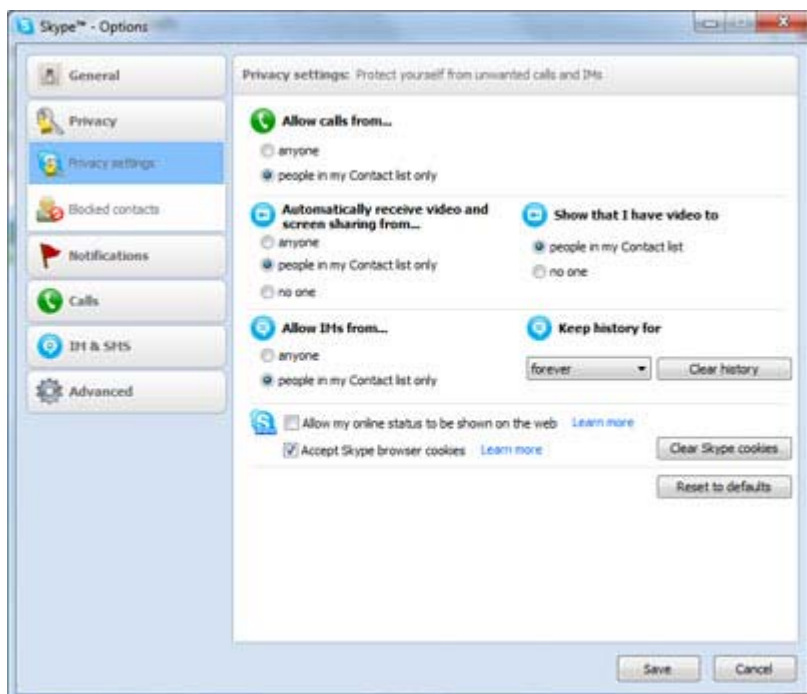 Skype™ - Options
General
Privacy
Privacy settings
Blocked contacts
Notifications
Calls
IM & SMS
Advanced
Privacy settings: Protect yourself from unwanted calls and IMs
Allow calls from...
anyone
people in my Contact list only
Automatically receive video and
screen sharing from...
anyone
people in my Contact list only
no one
Show that I have video to
people in my Contact list
no one
Allow IMs from...
anyone
people in my Contact list only
Keep history for
forever
Clear history
Allow my online status to be shown on the web Learn more
Accept Skype browser cookies Learn more
Clear Skype cookies
Reset to defaults
Save
Cancel